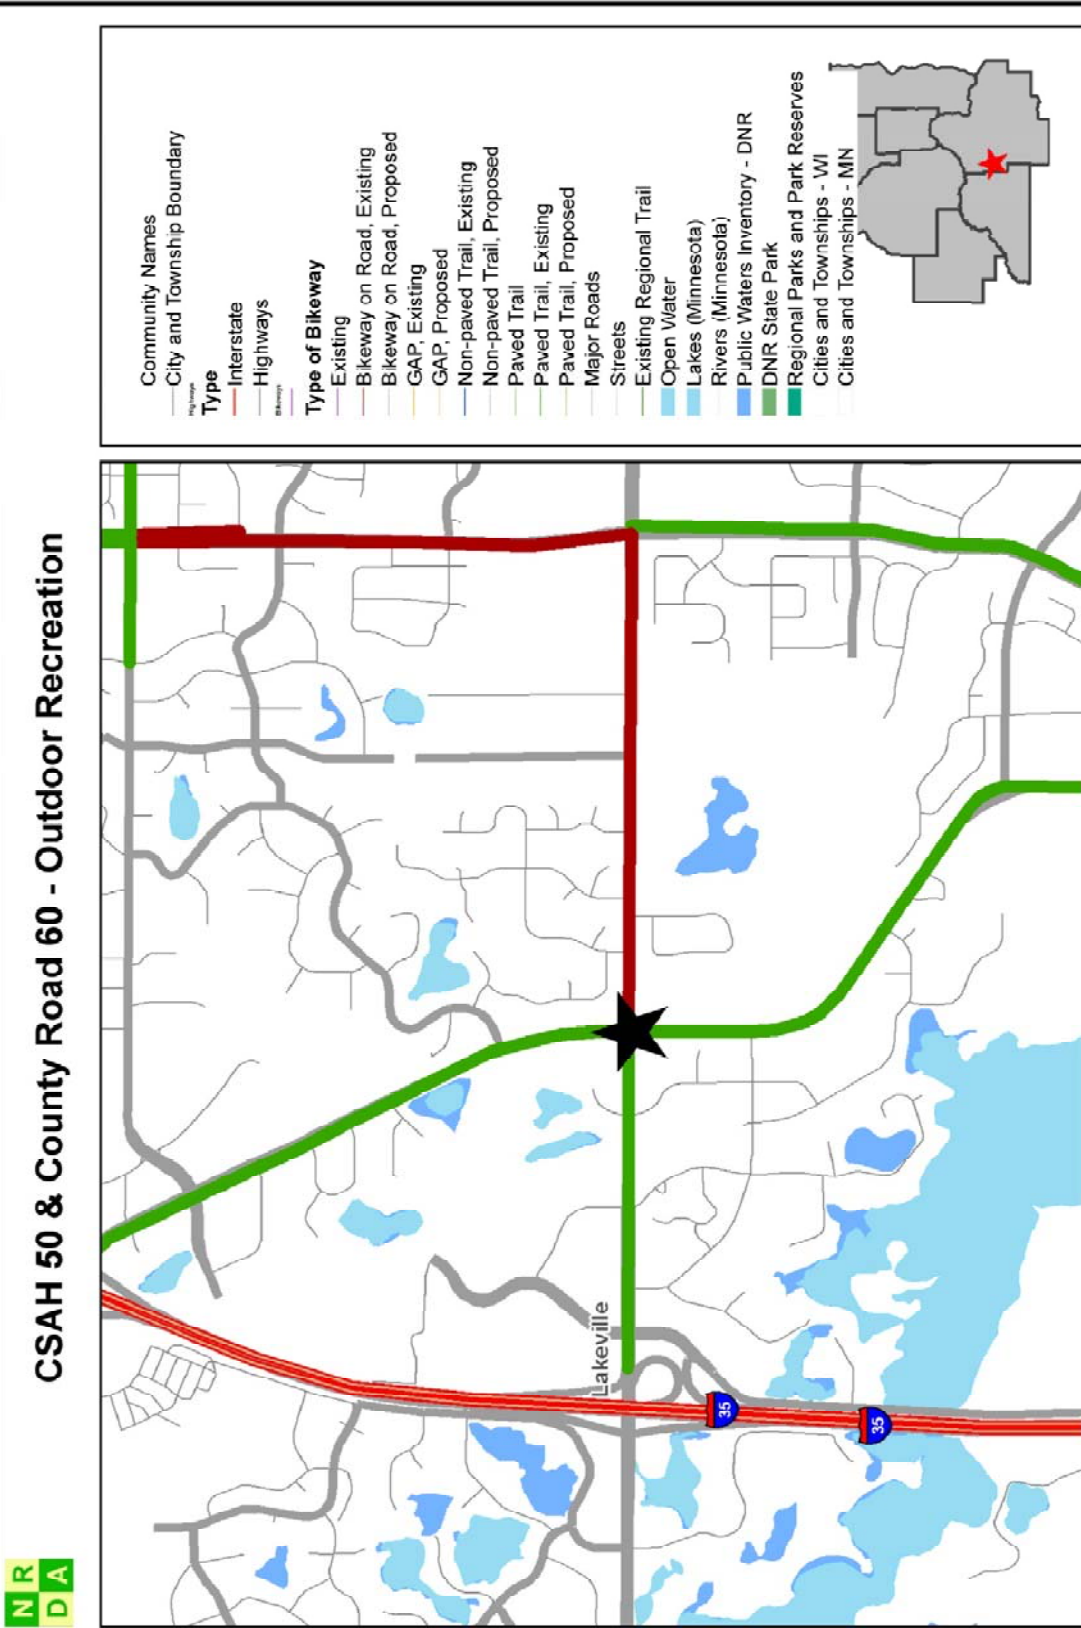 NR
DA
CSAH 50 & County Road 60 - Outdoor Recreation
Lakeville
35
35
Community Names
City and Township Boundary
Highways
Type
Interstate
Highways
Bikeways
Type of Bikeway
Existing
Bikeway on Road, Existing
Bikeway on Road, Proposed
GAP, Existing
GAP, Proposed
Non-paved Trail, Existing
Non-paved Trail, Proposed
Paved Trail
Paved Trail, Existing
Paved Trail, Proposed
Major Roads
Streets
Existing Regional Trail
Open Water
Lakes (Minnesota)
Rivers (Minnesota)
Public Waters Inventory - DNR
DNR State Park
Regional Parks and Park Reserves
Cities and Townships - WI
Cities and Townships - MN